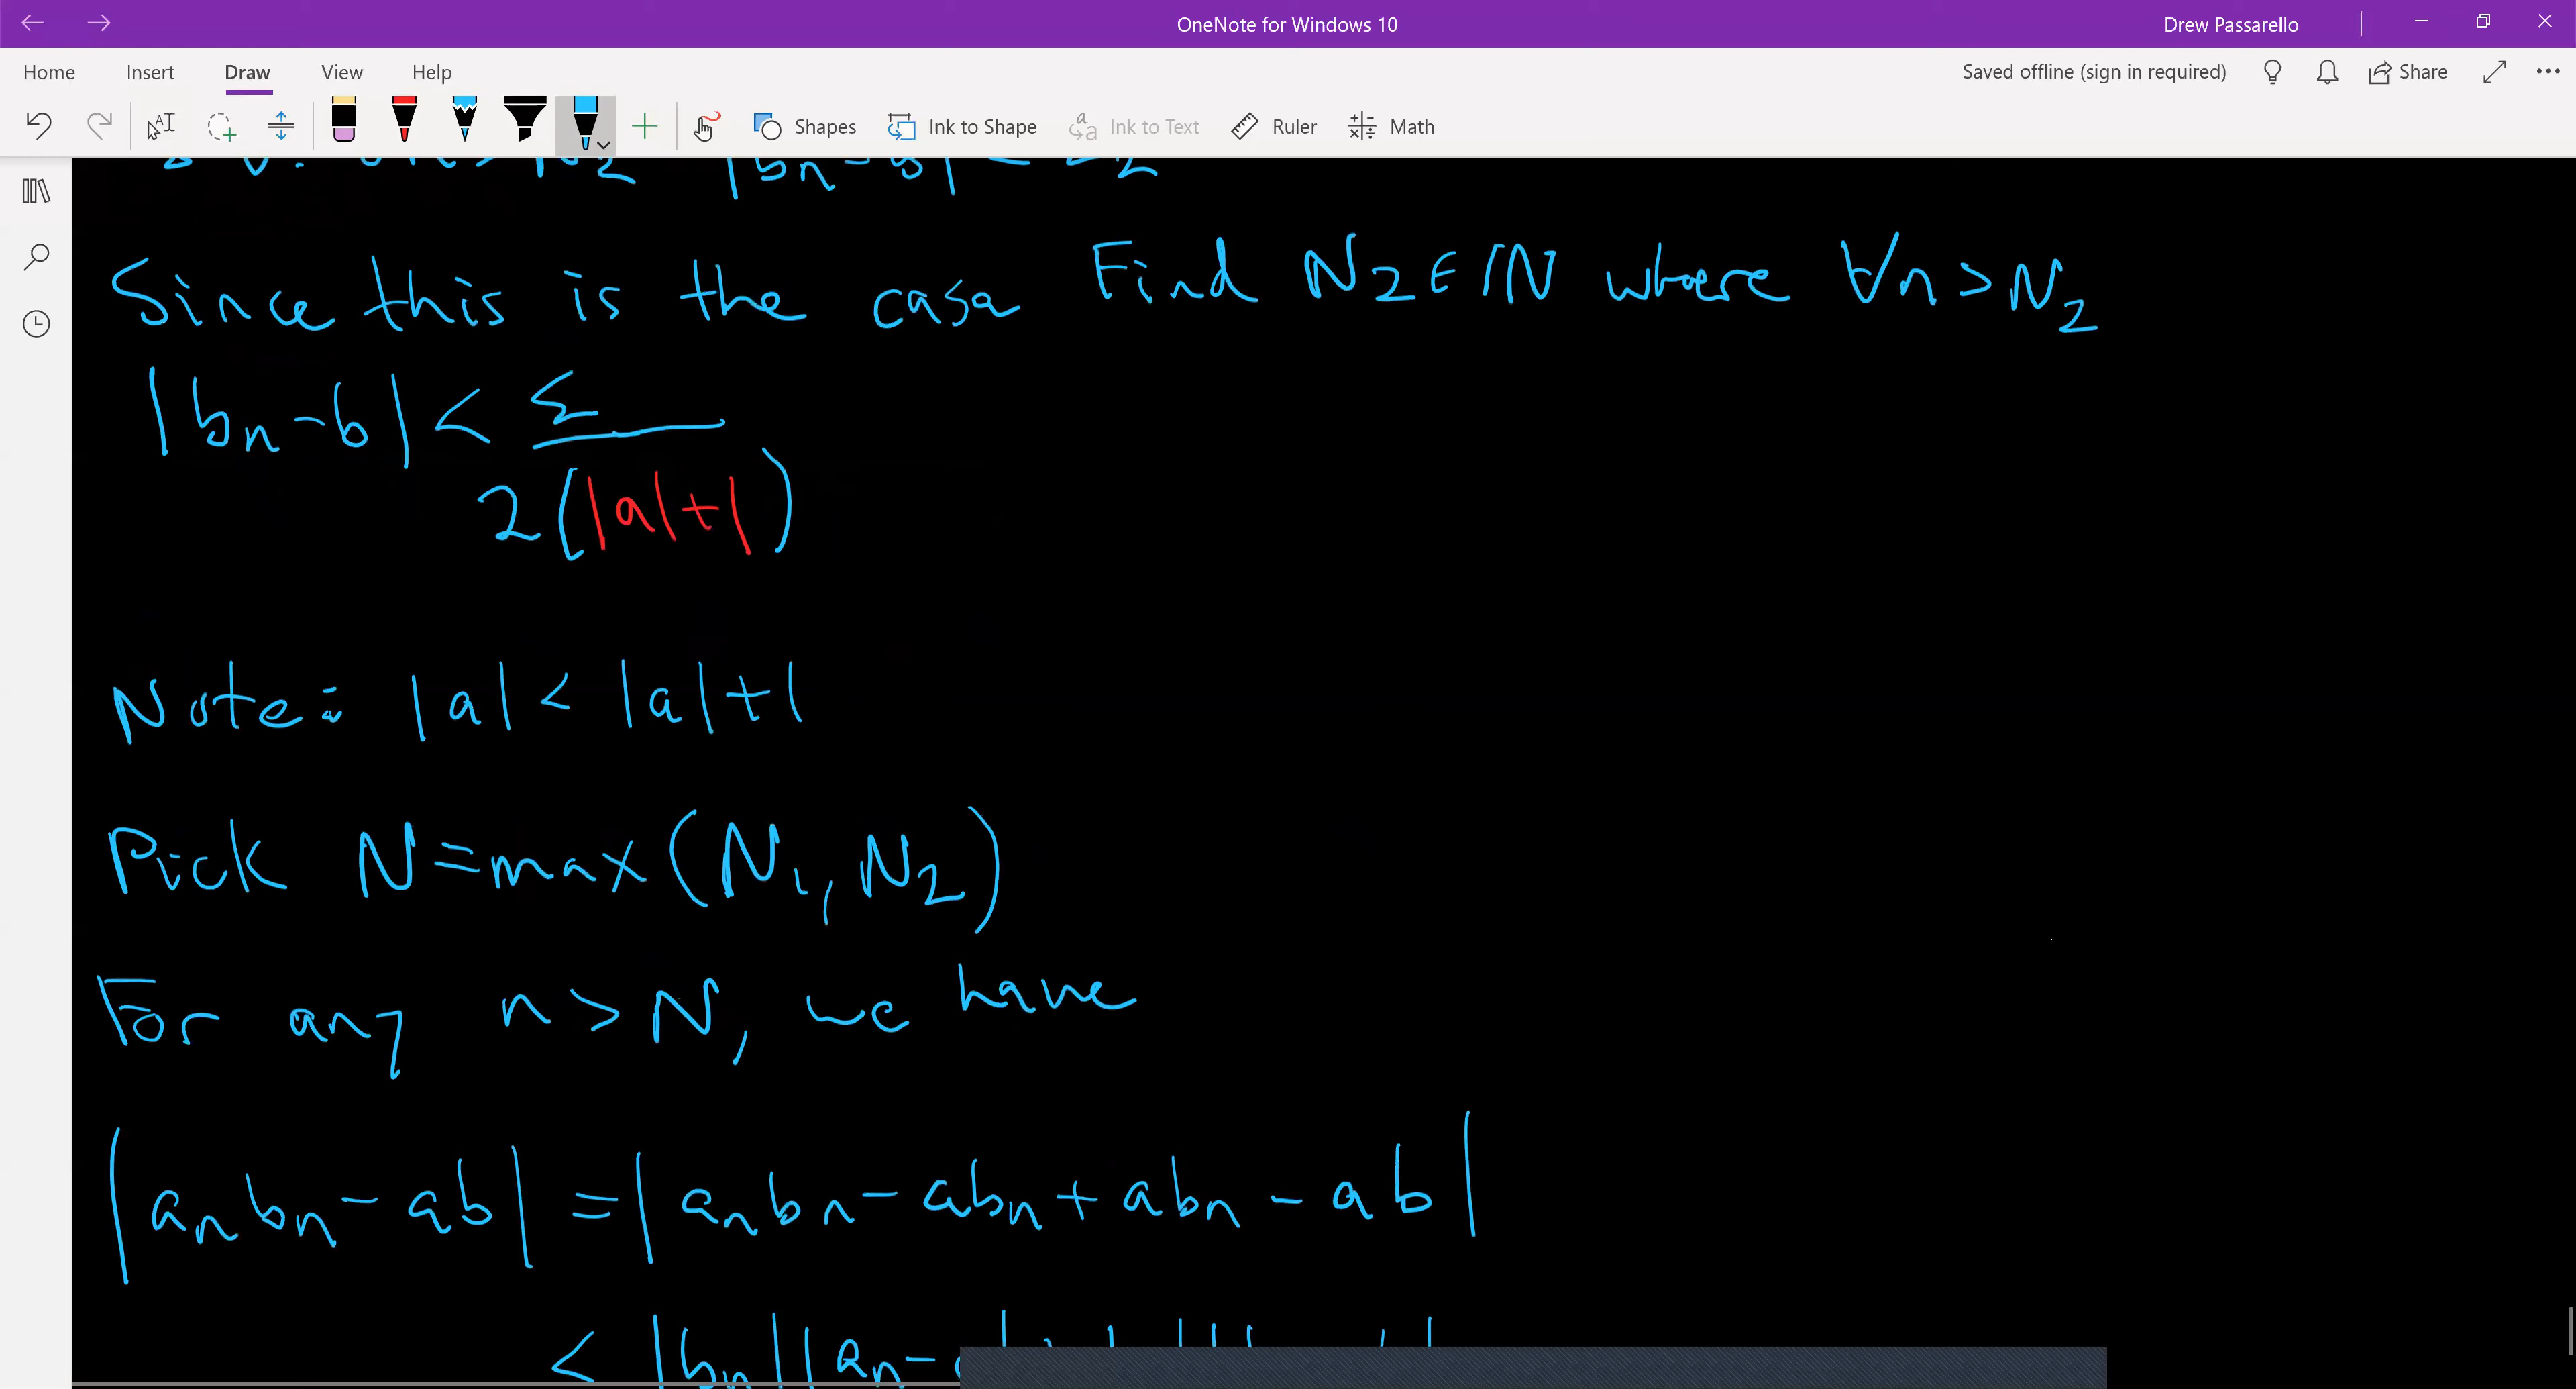 OneNote for Windows 10
Drew Passarello
Home Insert Draw View Help
Saved offline (sign in required) Share
Shapes Ink to Shape Ink to Text Ruler Math
Since this is the case Find N₂ ∈ ℕ where ∀n > N₂
|bₙ - b| < Σ
2(|a|+1)
Note: |a| < |a|+1
Pick N = max(N₁, N₂)
For any n > N, we have
|aₙbₙ - ab| = |aₙbₙ - abₙ + abₙ - ab|
< |bₙ||aₙ -